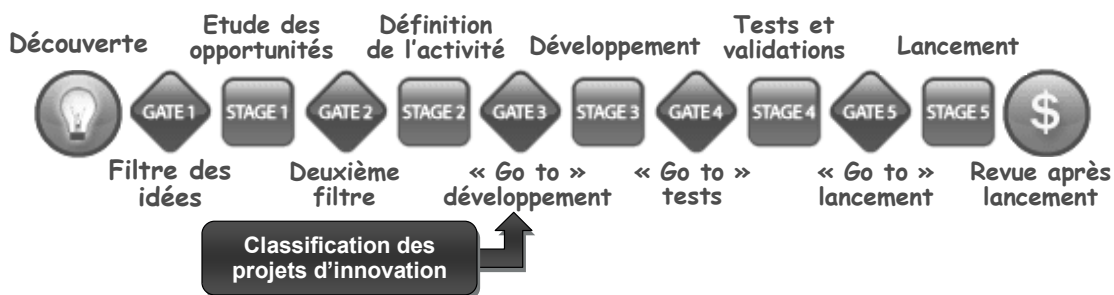 Découverte
Etude des
opportunités
Définition
de l'activité
Développement
Tests et
validations
Lancement
GATE 1
STAGE 1
GATE 2
STAGE 2
GATE 3
STAGE 3
GATE 4
STAGE 4
GATE 5
STAGE 5
$
Filtre des
idées
Deuxième
filtre
« Go to »
développement
« Go to »
tests
« Go to »
lancement
Revue après
lancement
Classification des
projets d'innovation